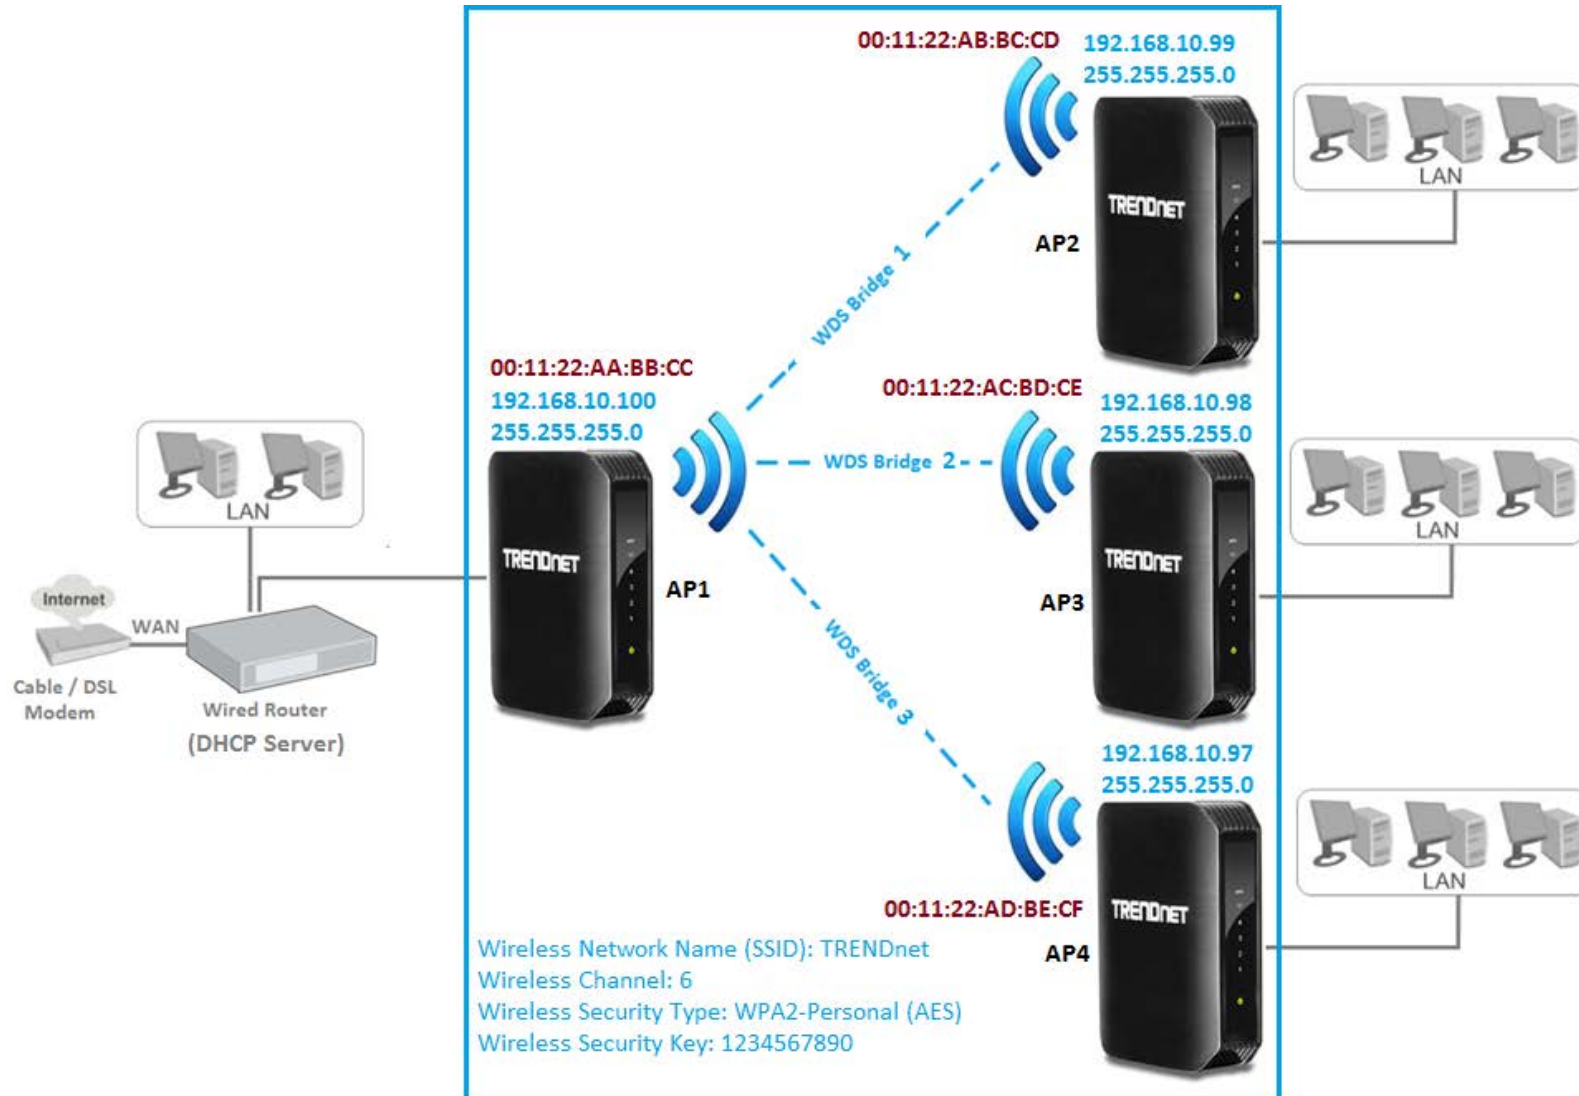 00:11:22:AB:BC:CD
192.168.10.99
255.255.255.0
LAN
TRENDNET
AP2
WDS Bridge 1
00:11:22:AA:BB:CC
192.168.10.100
255.255.255.0
00:11:22:AC:BD:CE
192.168.10.98
255.255.255.0
WDS Bridge 2
LAN
LAN
TRENDNET
AP1
TRENDNET
AP3
Internet
WAN
Cable / DSL
Modem
Wired Router
(DHCP Server)
WDS Bridge 3
192.168.10.97
255.255.255.0
LAN
00:11:22:AD:BE:CF
TRENDNET
AP4
Wireless Network Name (SSID): TRENDnet
Wireless Channel: 6
Wireless Security Type: WPA2-Personal (AES)
Wireless Security Key: 1234567890